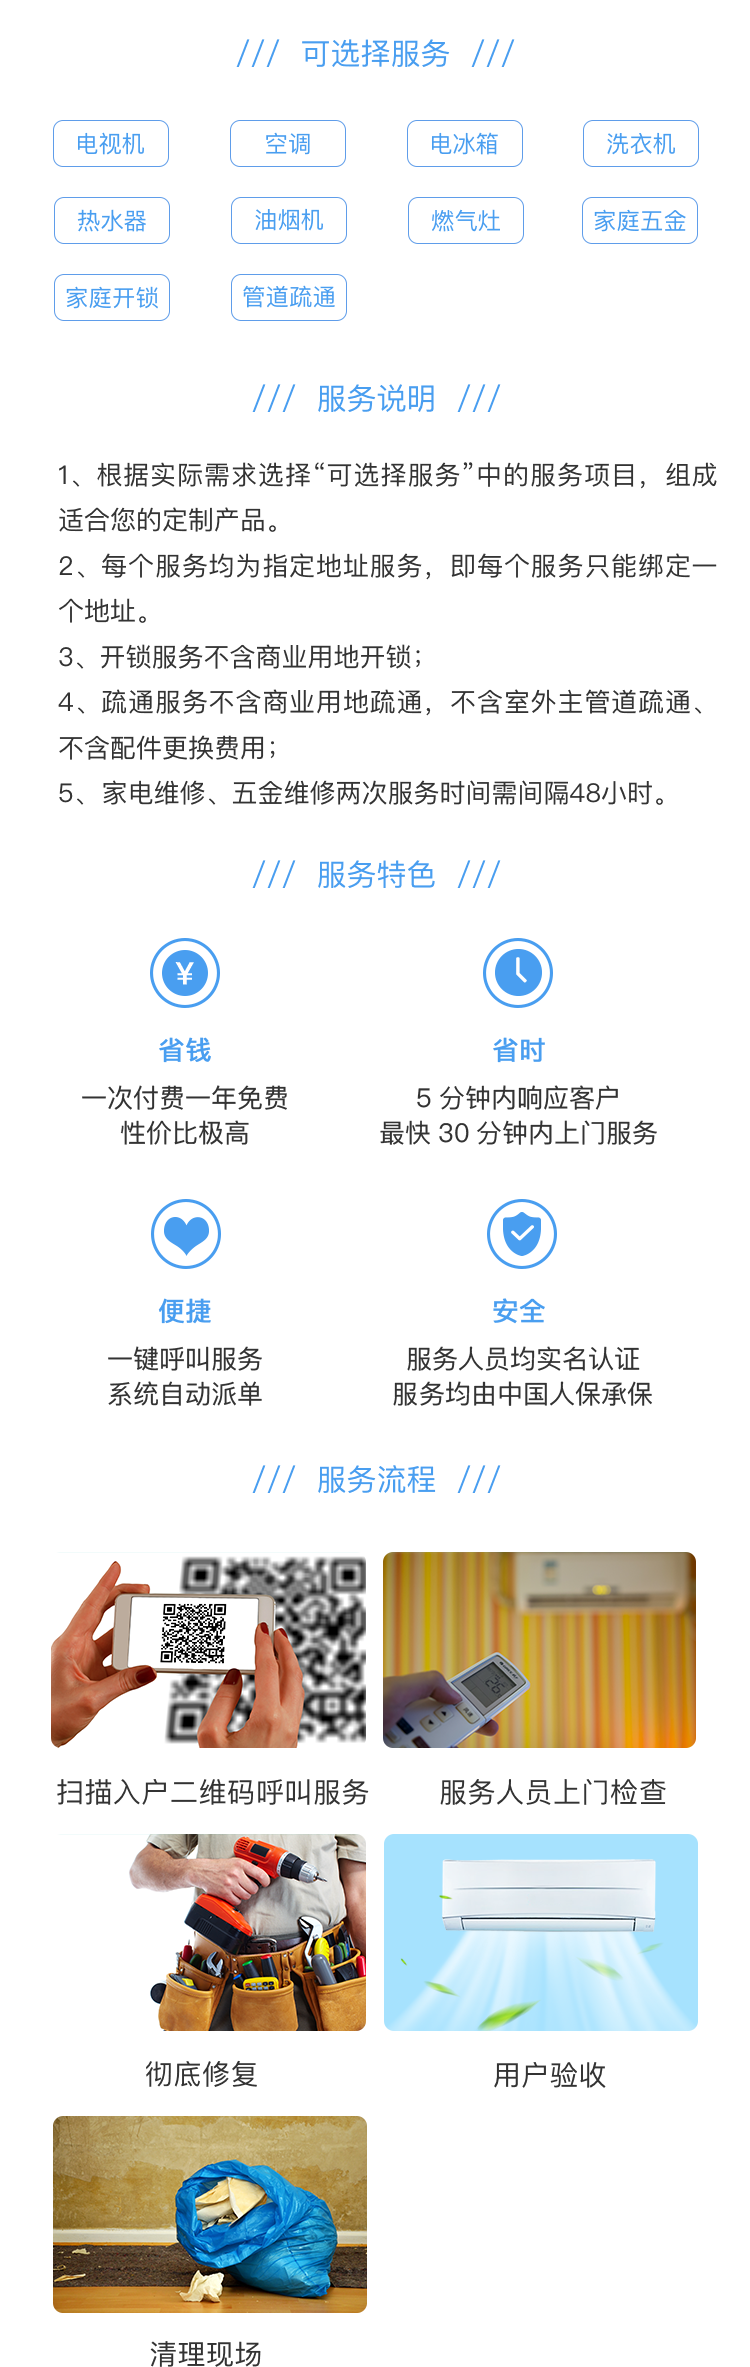 /// 可选择服务 ///
电视机 空调 电冰箱 洗衣机
热水器 油烟机 燃气灶 家庭五金
家庭开锁 管道疏通
/// 服务说明 ///
1、根据实际需求选择“可选择服务”中的服务项目，组成
适合您的定制产品。
2、每个服务均为指定地址服务，即每个服务只能绑定一
个地址。
3、开锁服务不含商业用地开锁；
4、疏通服务不含商业用地疏通，不含室外主管道疏通、
不含配件更换费用；
5、家电维修、五金维修两次服务时间需间隔48小时。
/// 服务特色 ///
¥
省钱
一次付费一年免费
性价比极高
省时
5 分钟内响应客户
最快 30 分钟内上门服务
便捷
一键呼叫服务
系统自动派单
安全
服务人员均实名认证
服务均由中国人保承保
/// 服务流程 ///
26
扫描入户二维码呼叫服务
服务人员上门检查
彻底修复
用户验收
清理现场